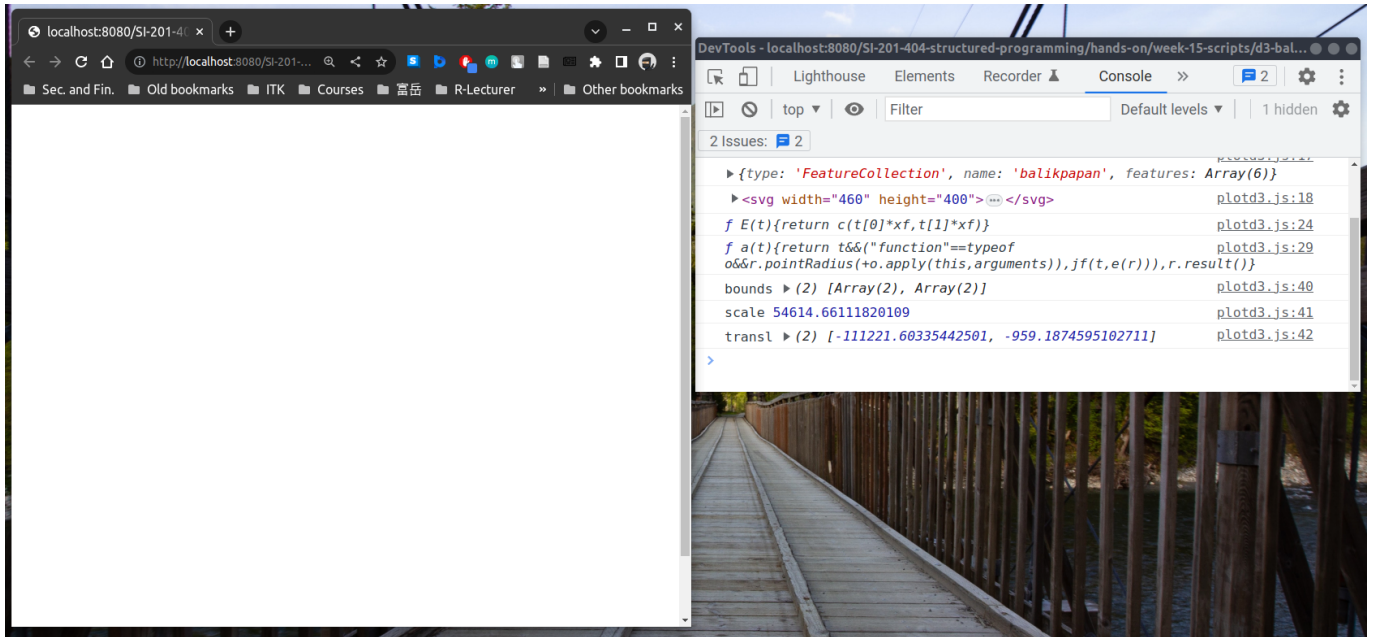 localhost:8080/SI-201-40
http://localhost:8080/SI-201-...
Sec. and Fin.
Old bookmarks
ITK
Courses
富岳
R-Lecturer
»
Other bookmarks
DevTools - localhost:8080/SI-201-404-structured-programming/hands-on/week-15-scripts/d3-bal...
Lighthouse
Elements
Recorder
Console
»
2
top ▼
Filter
Default levels ▼
1 hidden
2 Issues: 2
plotd3.js:17
▶{type: 'FeatureCollection', name: 'balikpapan', features: Array(6)}
▶<svg width="460" height="400">…</svg> plotd3.js:18
ƒ E(t){return c(t[0]*xf,t[1]*xf)} plotd3.js:24
ƒ a(t){return t&&("function"==typeof plotd3.js:29
o&&r.pointRadius(+o.apply(this,arguments)),jf(t,e(r))),r.result()}
bounds ▶(2) [Array(2), Array(2)] plotd3.js:40
scale 54614.66111820109 plotd3.js:41
transl ▶(2) [-111221.60335442501, -959.1874595102711] plotd3.js:42
>